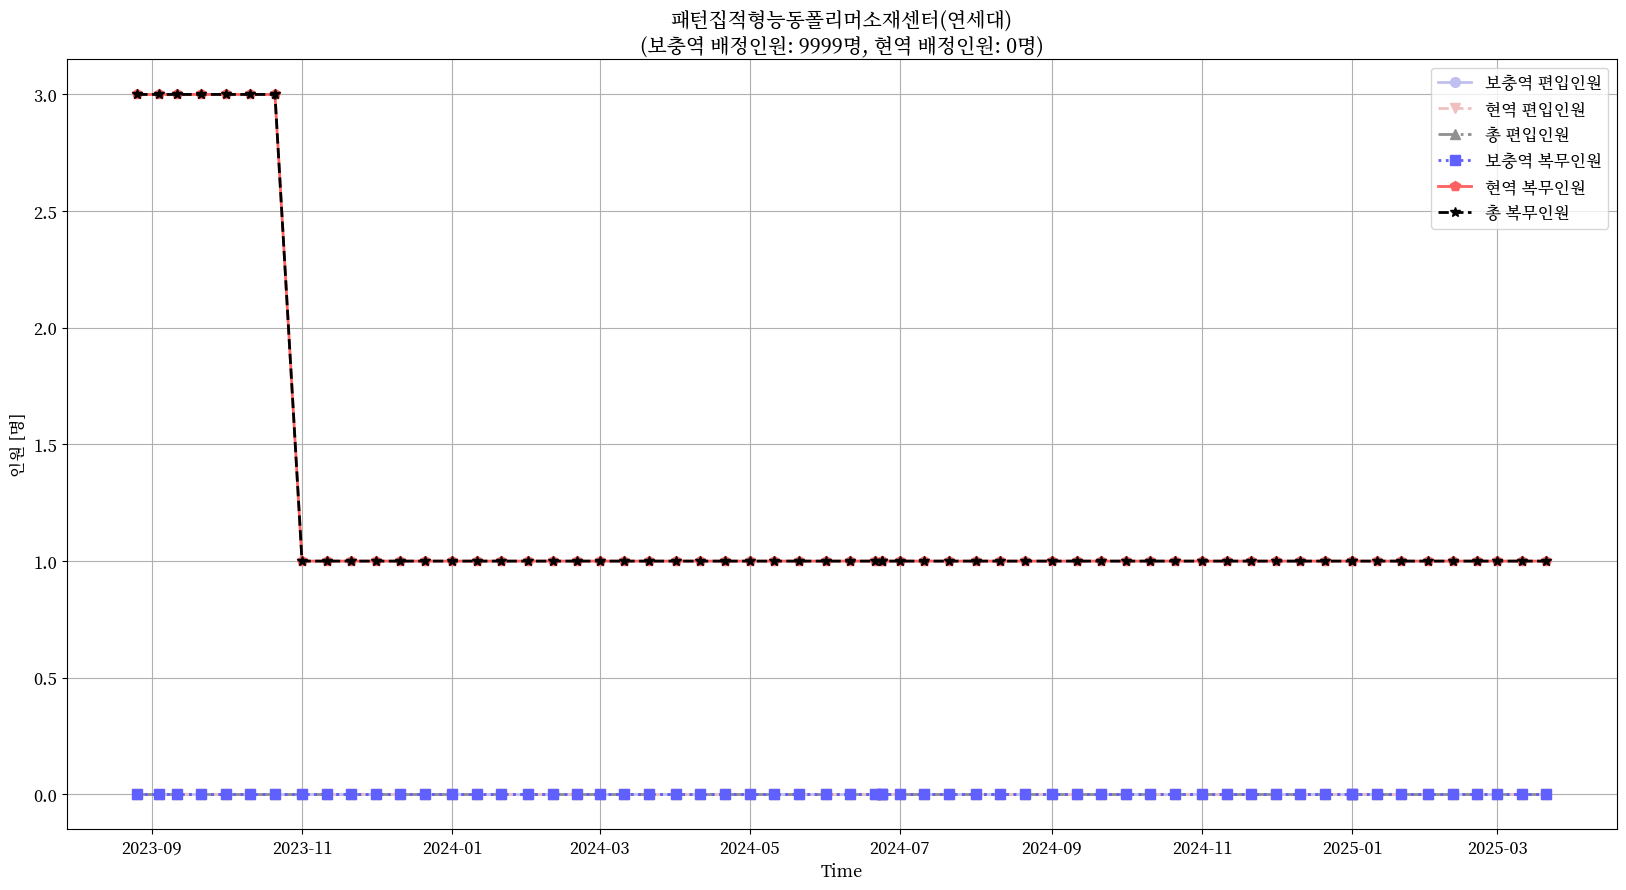 패턴집적형능동폴리머소재센터(연세대)
(보충역 배정인원: 9999명, 현역 배정인원: 0명)
보충역 편입인원
현역 편입인원
총 편입인원
보충역 복무인원
현역 복무인원
총 복무인원
인원 [명]
3.0
2.5
2.0
1.5
1.0
0.5
0.0
2023-09
2023-11
2024-01
2024-03
2024-05
2024-07
2024-09
2024-11
2025-01
2025-03
Time